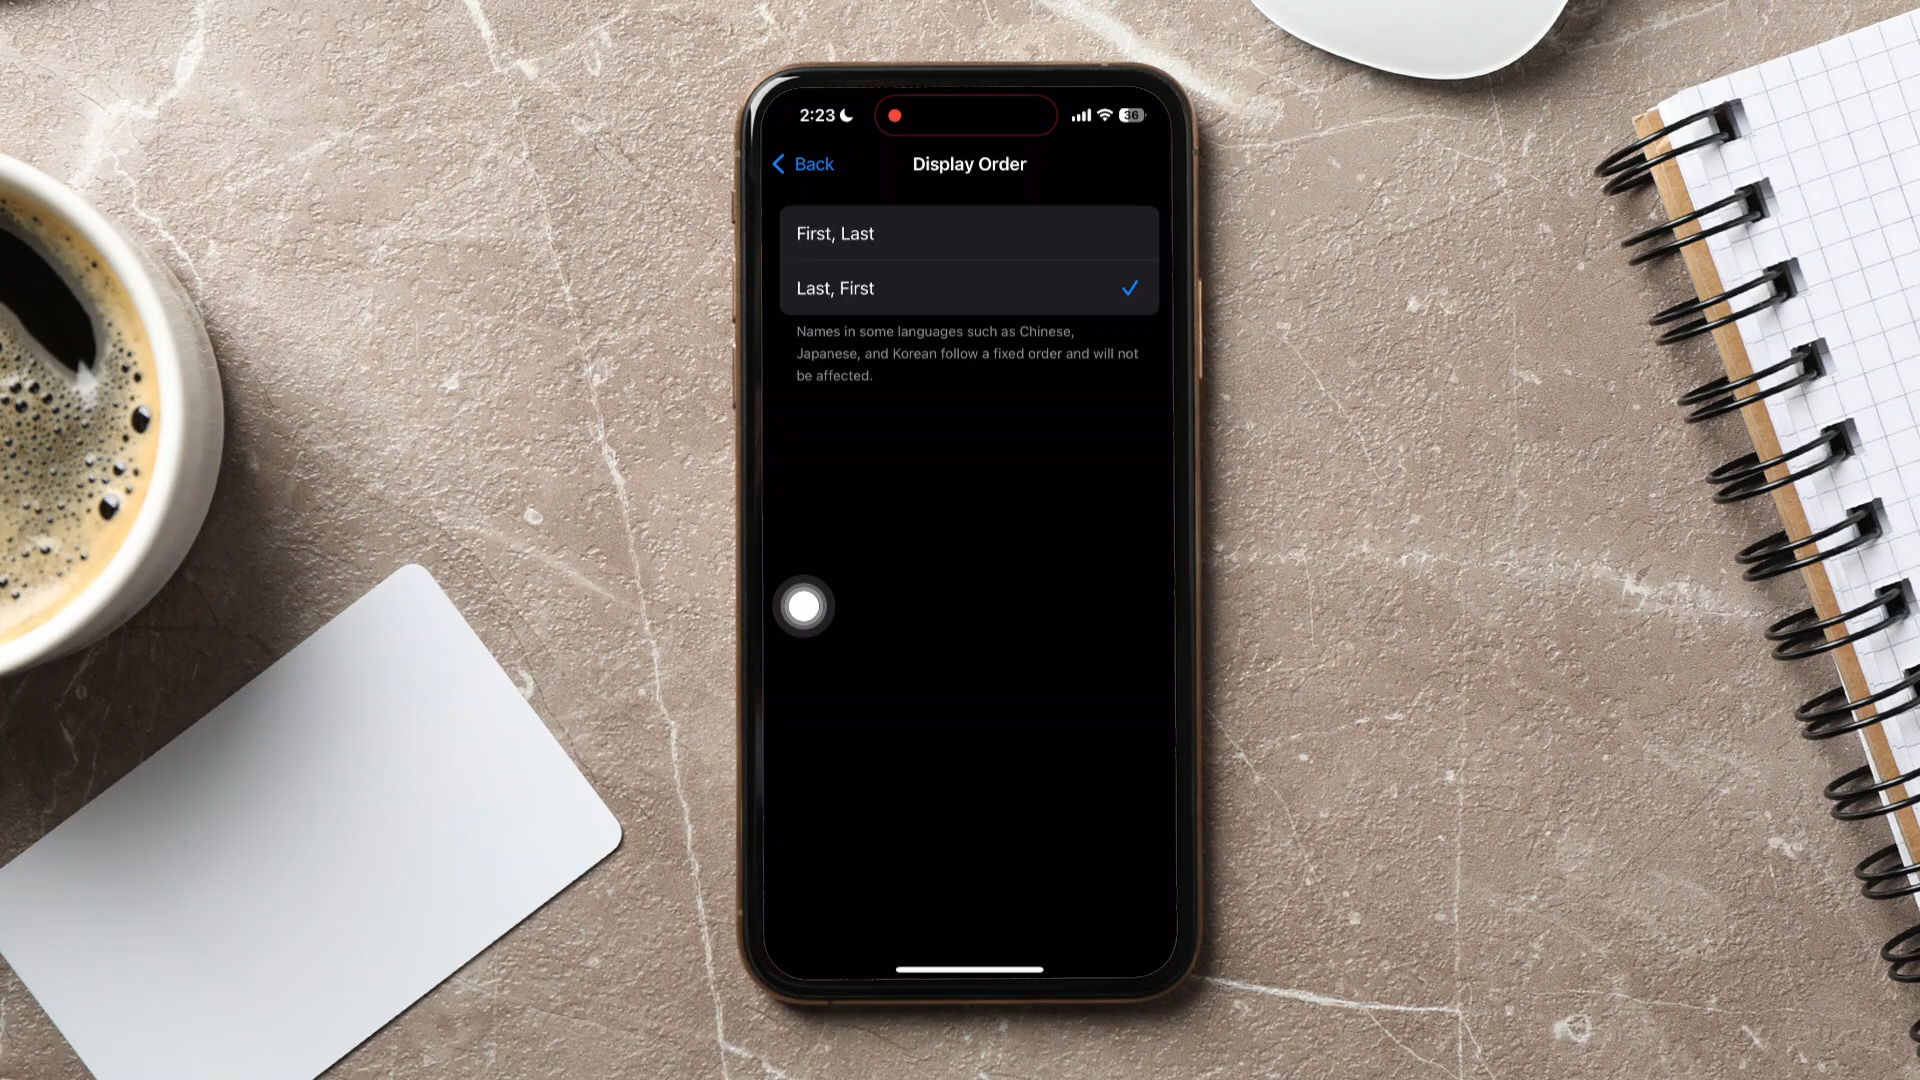 2:23
36
Back
Display Order
First, Last
Last, First
Names in some languages such as Chinese,
Japanese, and Korean follow a fixed order and will not
be affected.